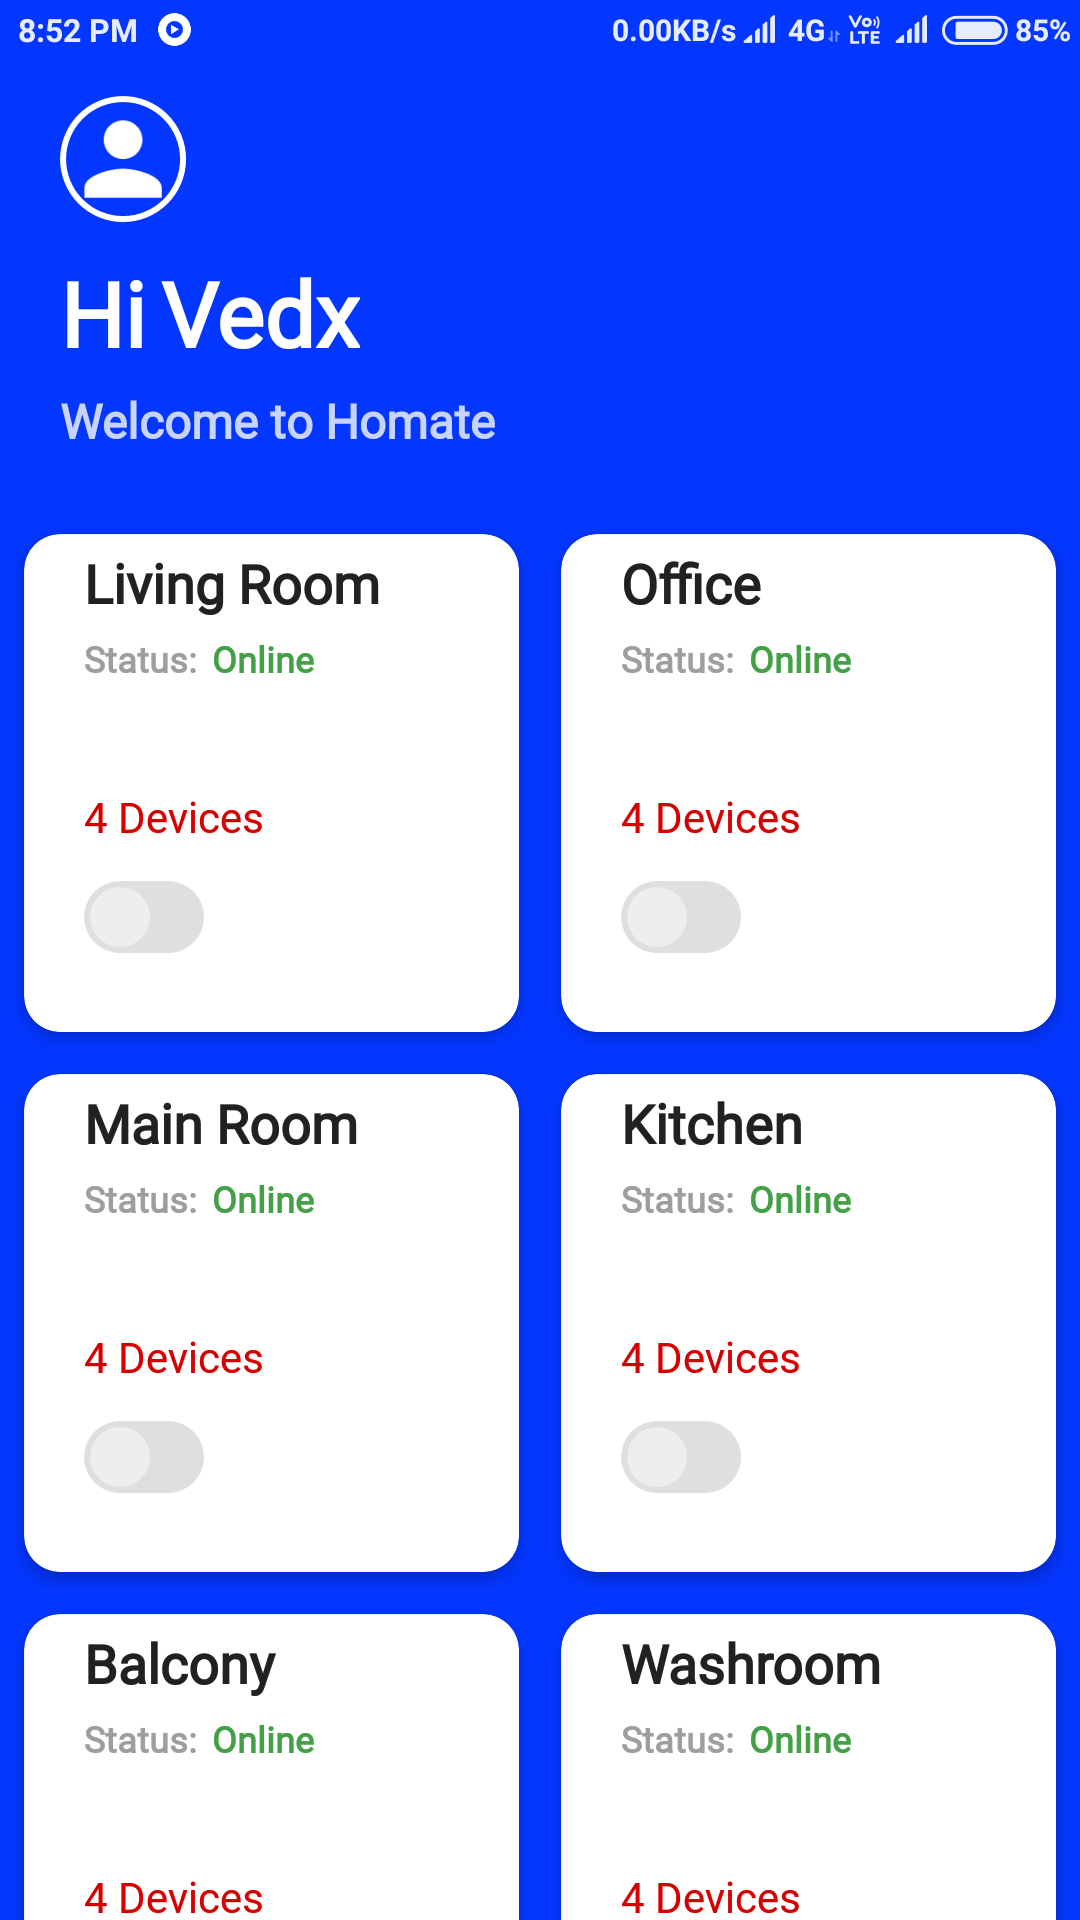 8:52 PM 0.00KB/s 4G VoLTE 85%
Hi Vedx
Welcome to Homate
Living Room
Status: Online
4 Devices
Office
Status: Online
4 Devices
Main Room
Status: Online
4 Devices
Kitchen
Status: Online
4 Devices
Balcony
Status: Online
4 Devices
Washroom
Status: Online
4 Devices